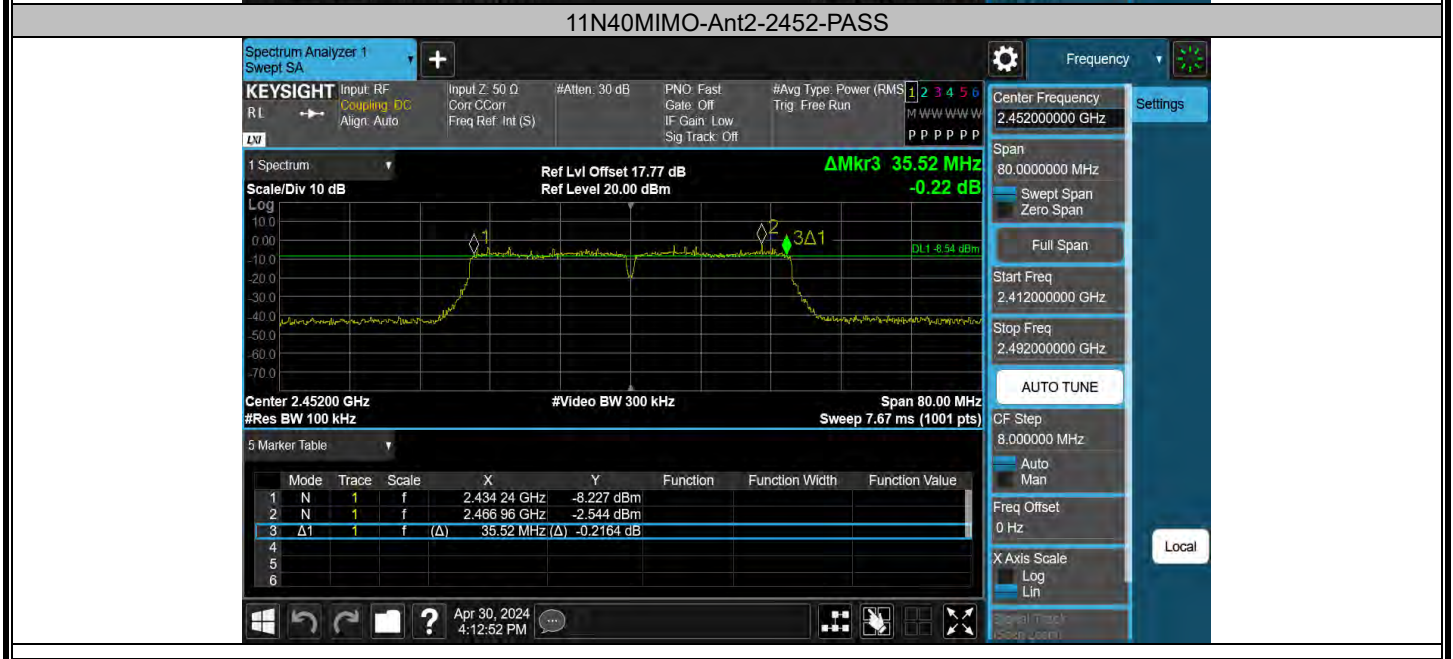 11N40MIMO-Ant2-2452-PASS
Spectrum Analyzer 1
Swept SA
+
Frequency
KEYSIGHT
RL
LXI
Input: RF
Coupling: DC
Align: Auto
Input Z: 50 Ω
Corr CCorr
Freq Ref: Int (S)
#Atten: 30 dB
PNO: Fast
Gate: Off
IF Gain: Low
Sig Track: Off
#Avg Type: Power (RMS
Trig: Free Run
1 2 3 4 5 6
M W W W W W
P P P P P P
Center Frequency
2.452000000 GHz
Settings
1 Spectrum
Scale/Div 10 dB
Ref Lvl Offset 17.77 dB
Ref Level 20.00 dBm
ΔMkr3 35.52 MHz
-0.22 dB
Span
80.0000000 MHz
Swept Span
Zero Span
Full Span
Start Freq
2.412000000 GHz
Stop Freq
2.492000000 GHz
AUTO TUNE
CF Step
8.000000 MHz
Auto
Man
Freq Offset
0 Hz
X Axis Scale
Log
Lin
Signal Track
(Span Zoom)
Local
Log
10.0
0.00
-10.0
-20.0
-30.0
-40.0
-50.0
-60.0
-70.0
1
2
3Δ1
DL1 -8.54 dBm
Center 2.45200 GHz
#Video BW 300 kHz
Span 80.00 MHz
#Res BW 100 kHz
Sweep 7.67 ms (1001 pts)
5 Marker Table
Mode Trace Scale X Y Function Function Width Function Value
1 N 1 f 2.434 24 GHz -8.227 dBm
2 N 1 f 2.466 96 GHz -2.544 dBm
3 Δ1 1 f (Δ) 35.52 MHz (Δ) -0.2164 dB
4
5
6
?
Apr 30, 2024
4:12:52 PM